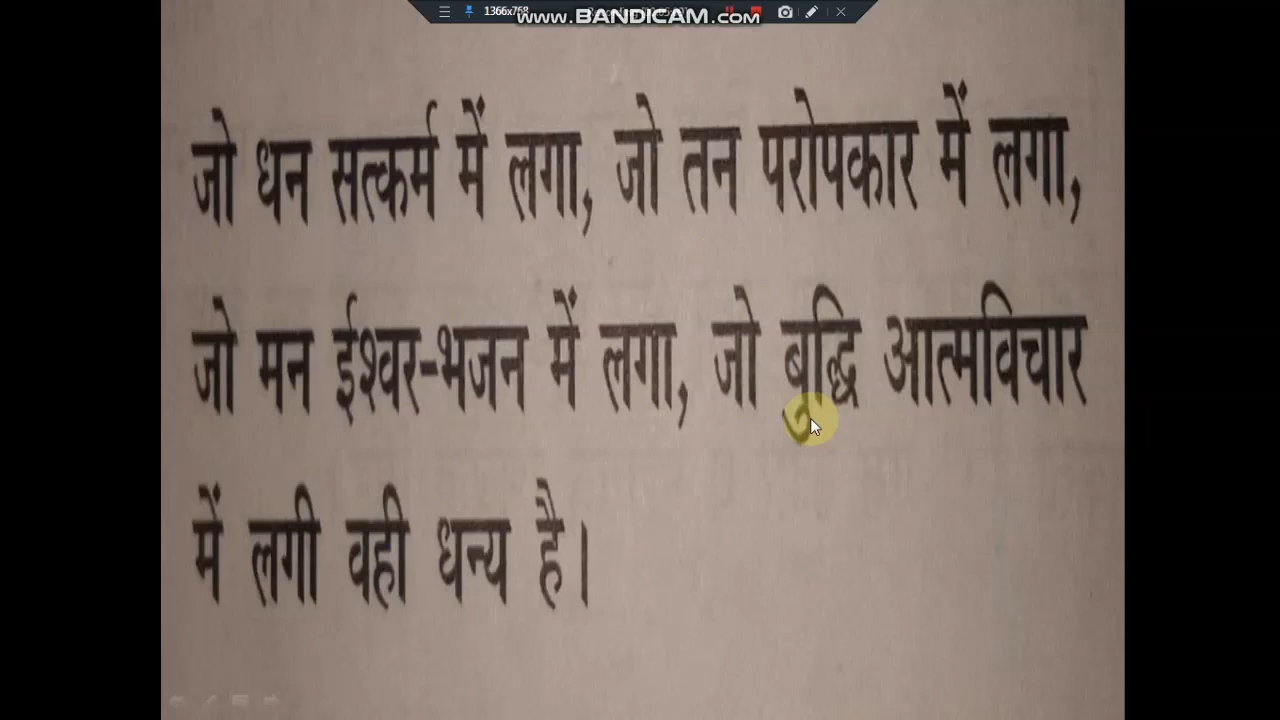 1366x768
www.BANDICAM.com
जो धन सत्कर्म में लगा, जो तन परोपकार में लगा,
जो मन ईश्वर-भजन में लगा, जो बुद्धि आत्मविचार
में लगी वही धन्य है।